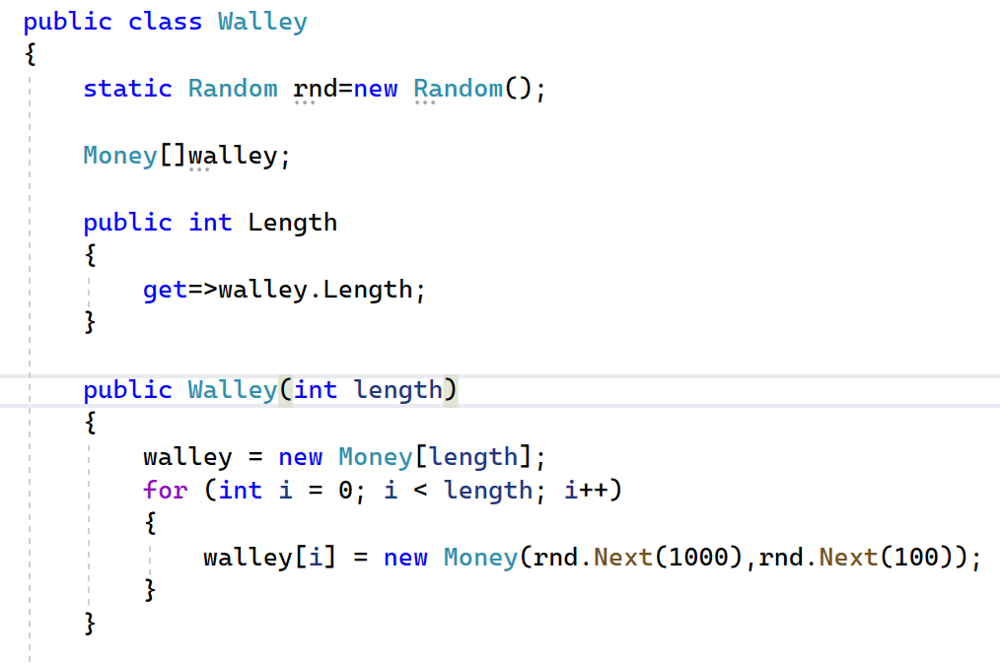 public class Walley
{
    static Random rnd=new Random();
    Money[]walley;
    public int Length
    {
        get=>walley.Length;
    }
    public Walley(int length)
    {
        walley = new Money[length];
        for (int i = 0; i < length; i++)
        {
            walley[i] = new Money(rnd.Next(1000),rnd.Next(100));
        }
    }